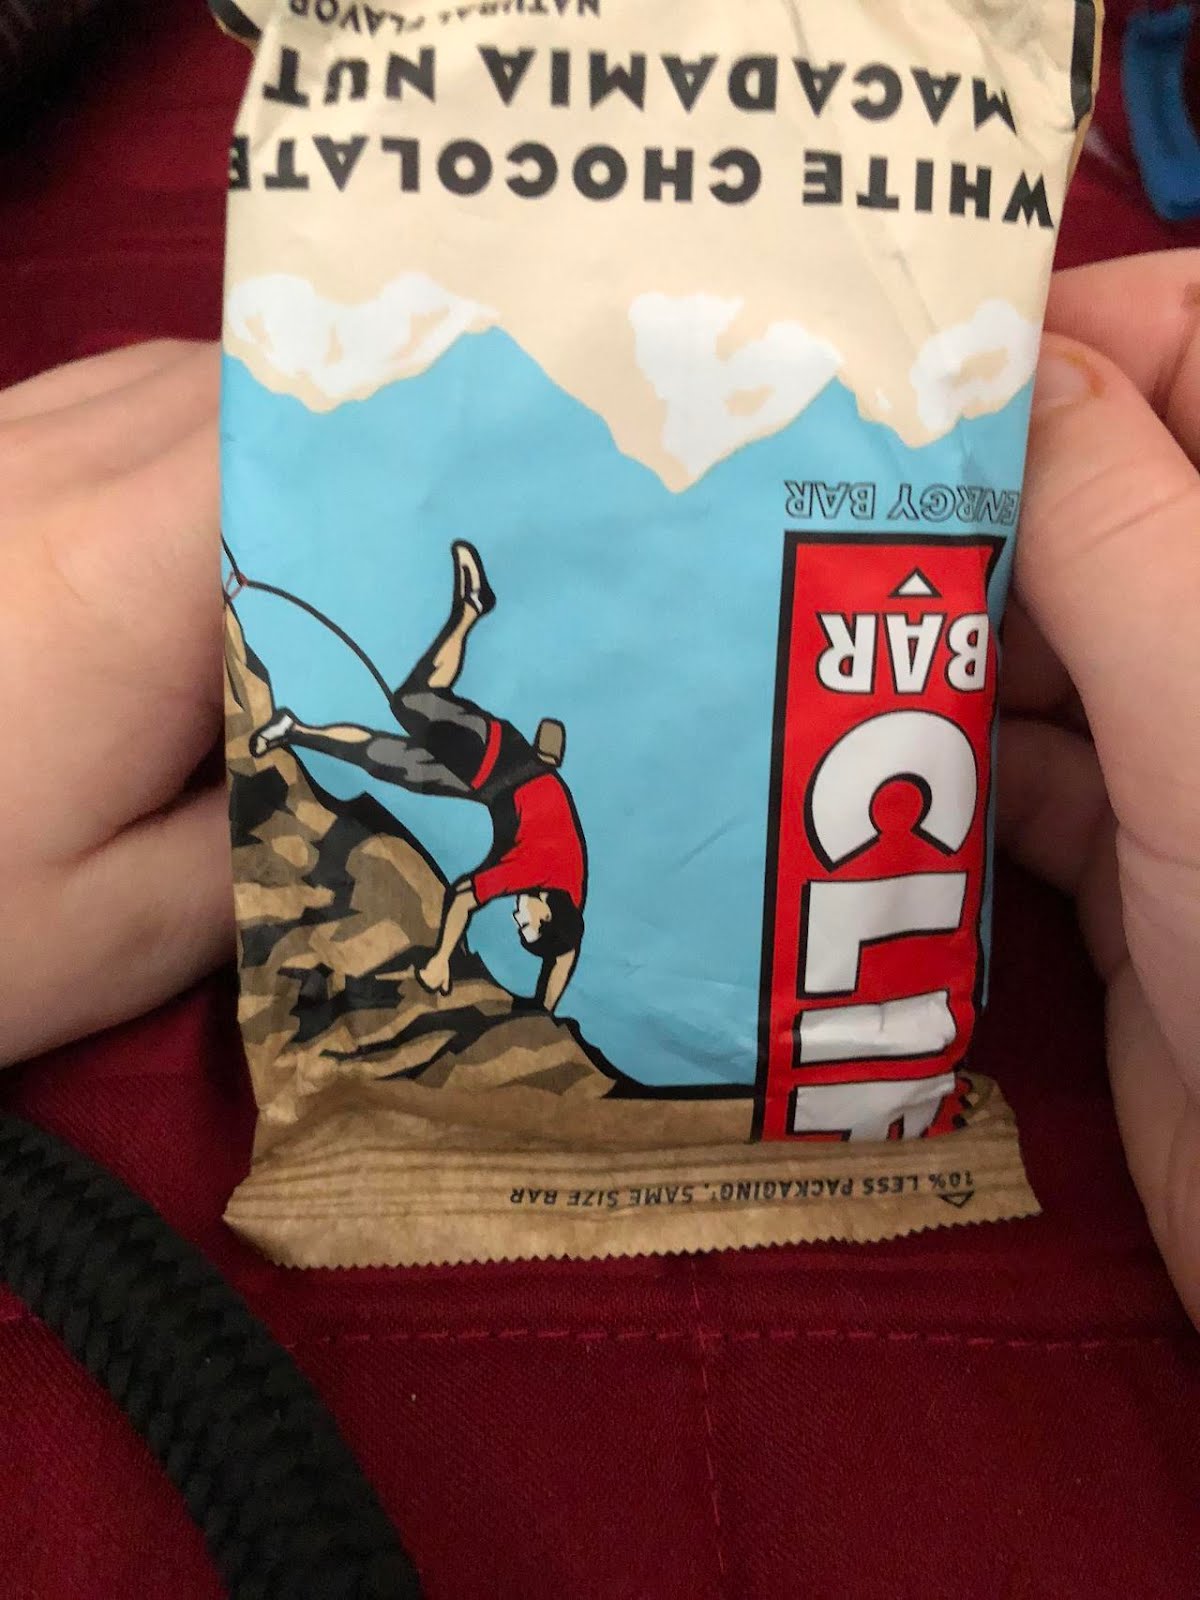 CLIF
BAR
ENERGY BAR
WHITE CHOCOLATE
MACADAMIA NUT
NATURAL FLAVOR
10% LESS PACKAGING*. SAME SIZE BAR